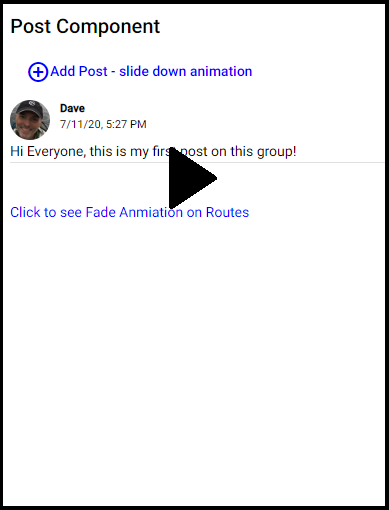 Post Component
Add Post - slide down animation
Dave
7/11/20, 5:27 PM
Hi Everyone, this is my first post on this group!
Click to see Fade Anmiation on Routes